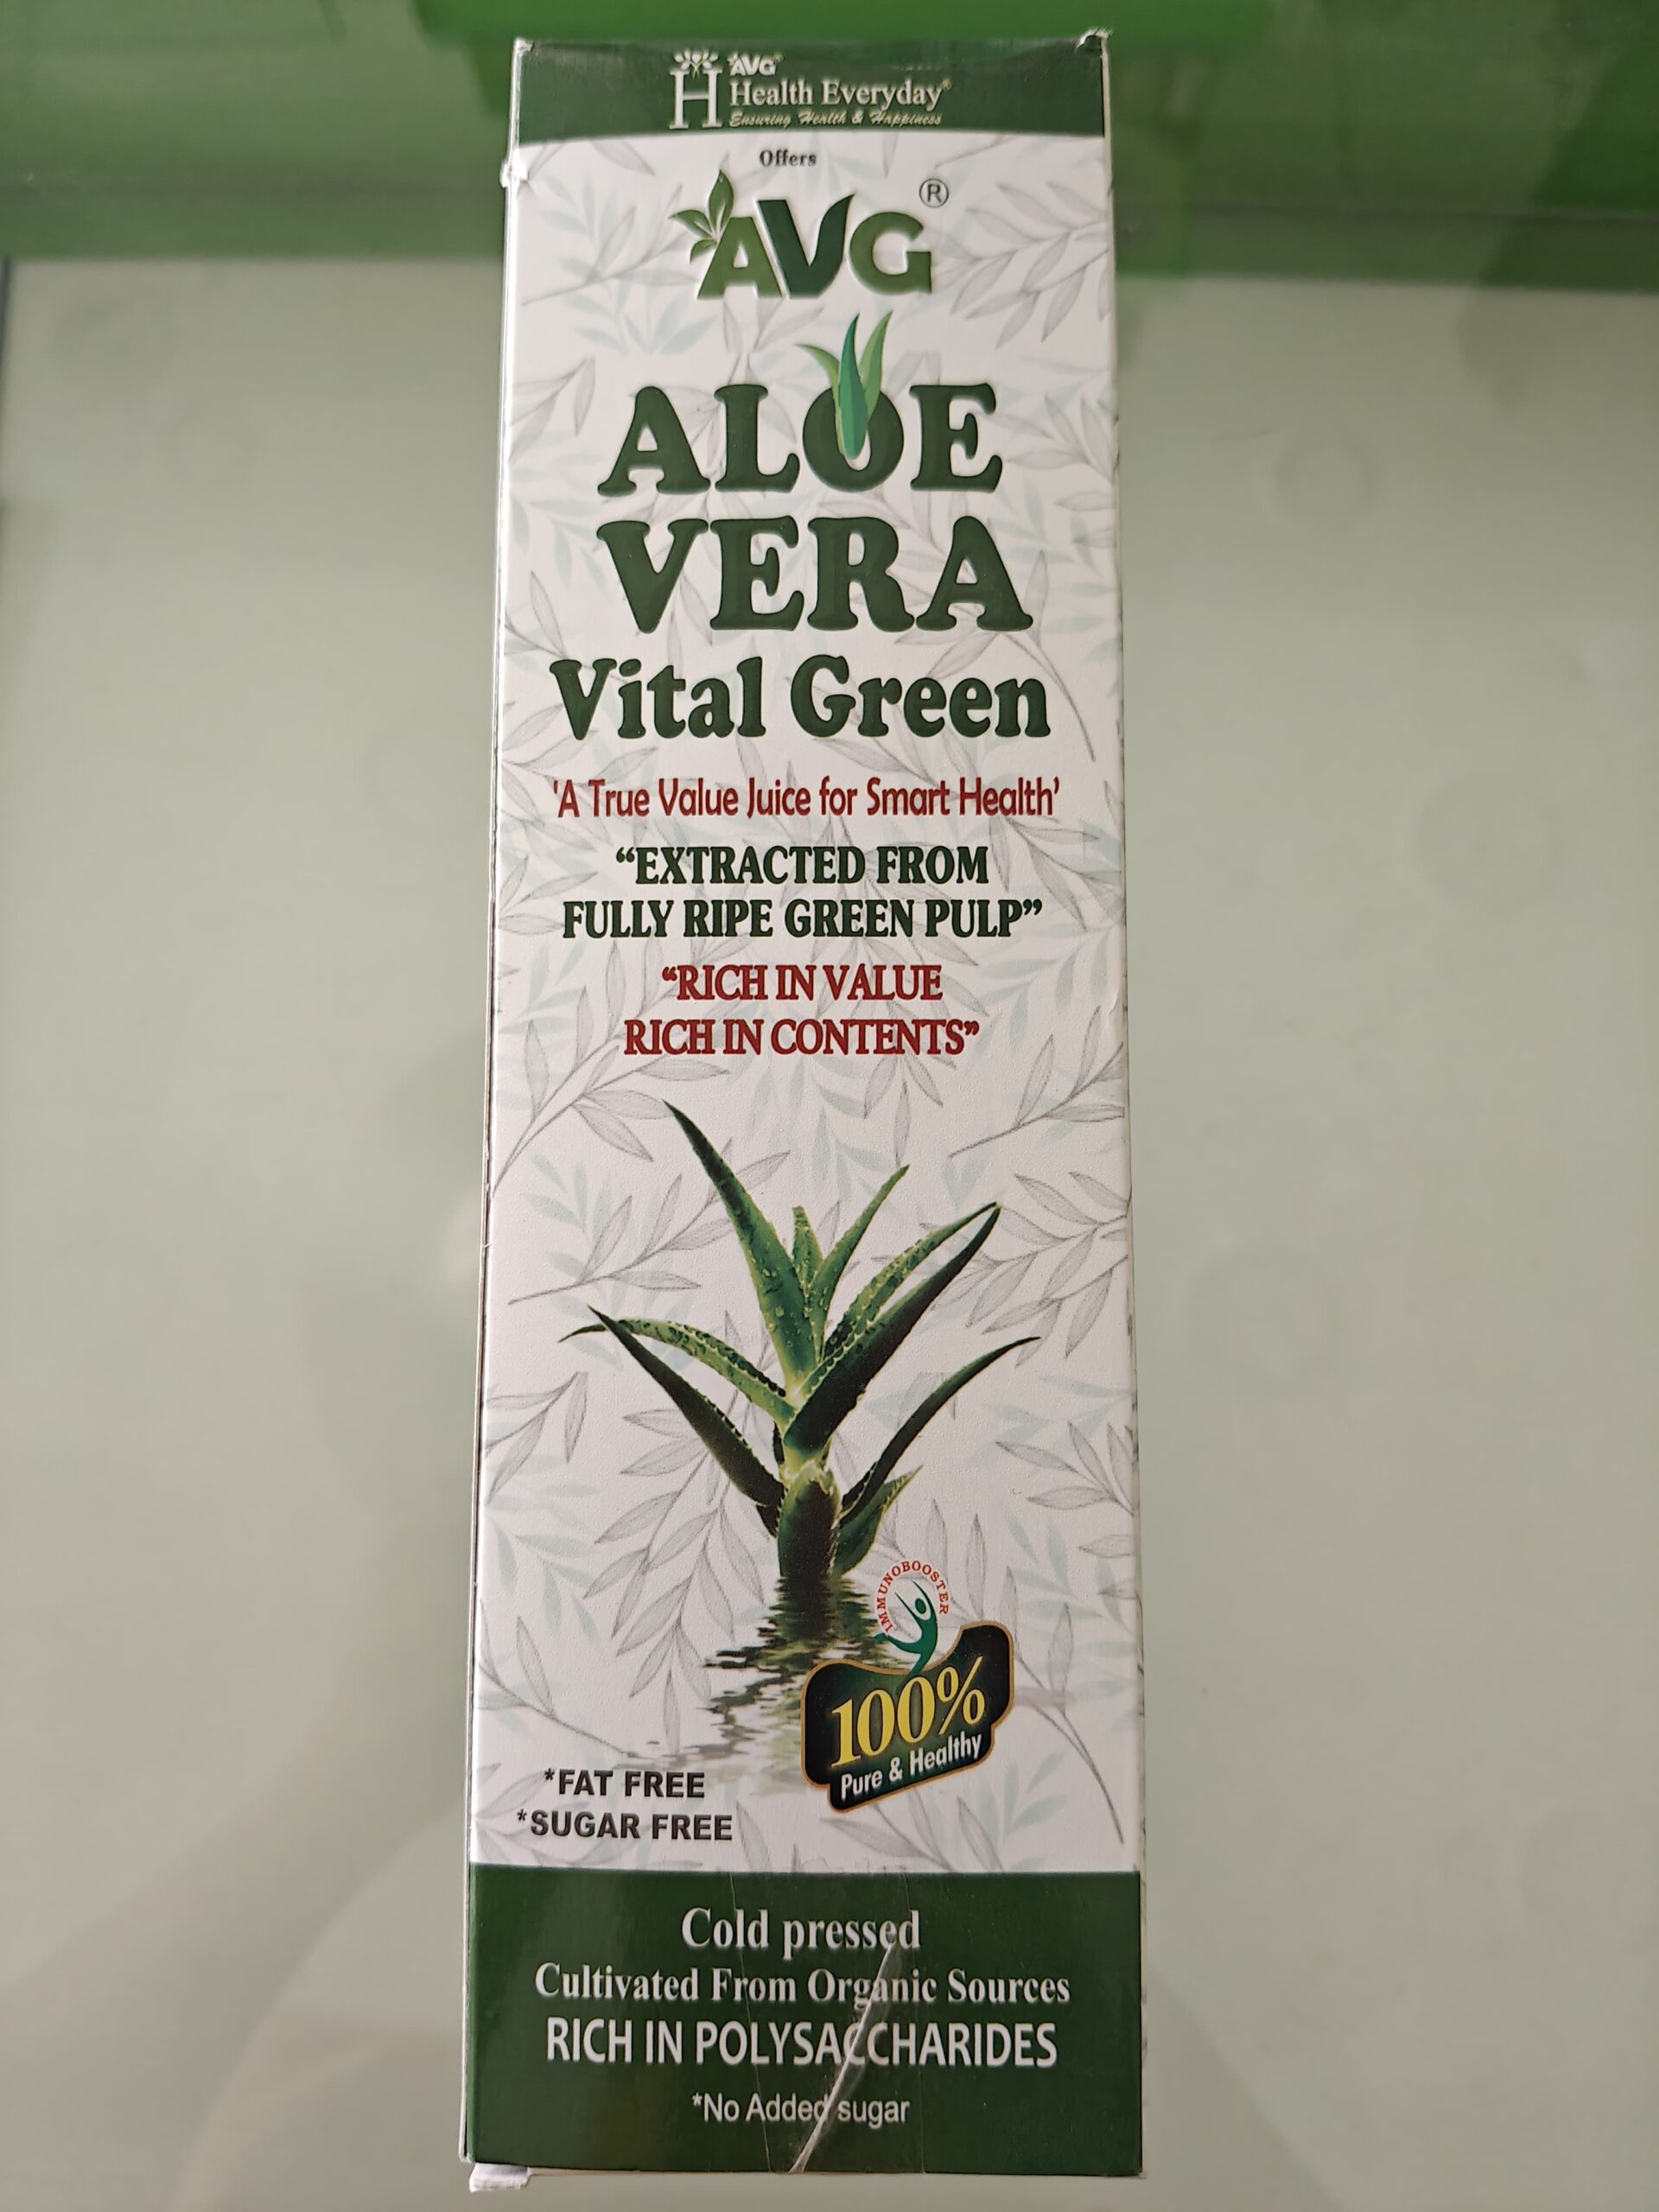 H AVG
Health Everyday®
Ensuring Health & Happiness
Offers
AVG®
ALOE
VERA
Vital Green
'A True Value Juice for Smart Health'
“EXTRACTED FROM
FULLY RIPE GREEN PULP”
“RICH IN VALUE
RICH IN CONTENTS”
IMMUNOBOOSTER
100%
Pure & Healthy
*FAT FREE
*SUGAR FREE
Cold pressed
Cultivated From Organic Sources
RICH IN POLYSACCHARIDES
*No Added sugar